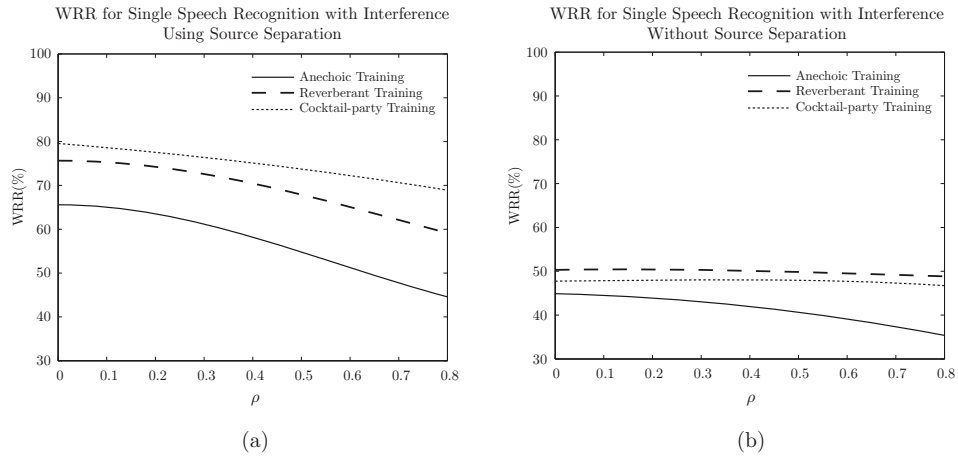 WRR for Single Speech Recognition with Interference
Using Source Separation
100
90
80
70
60
50
40
30
WRR(%)
Anechoic Training
Reverberant Training
Cocktail-party Training
0 0.1 0.2 0.3 0.4 0.5 0.6 0.7 0.8
ρ
(a)
WRR for Single Speech Recognition with Interference
Without Source Separation
100
90
80
70
60
50
40
30
WRR(%)
Anechoic Training
Reverberant Training
Cocktail-party Training
0 0.1 0.2 0.3 0.4 0.5 0.6 0.7 0.8
ρ
(b)